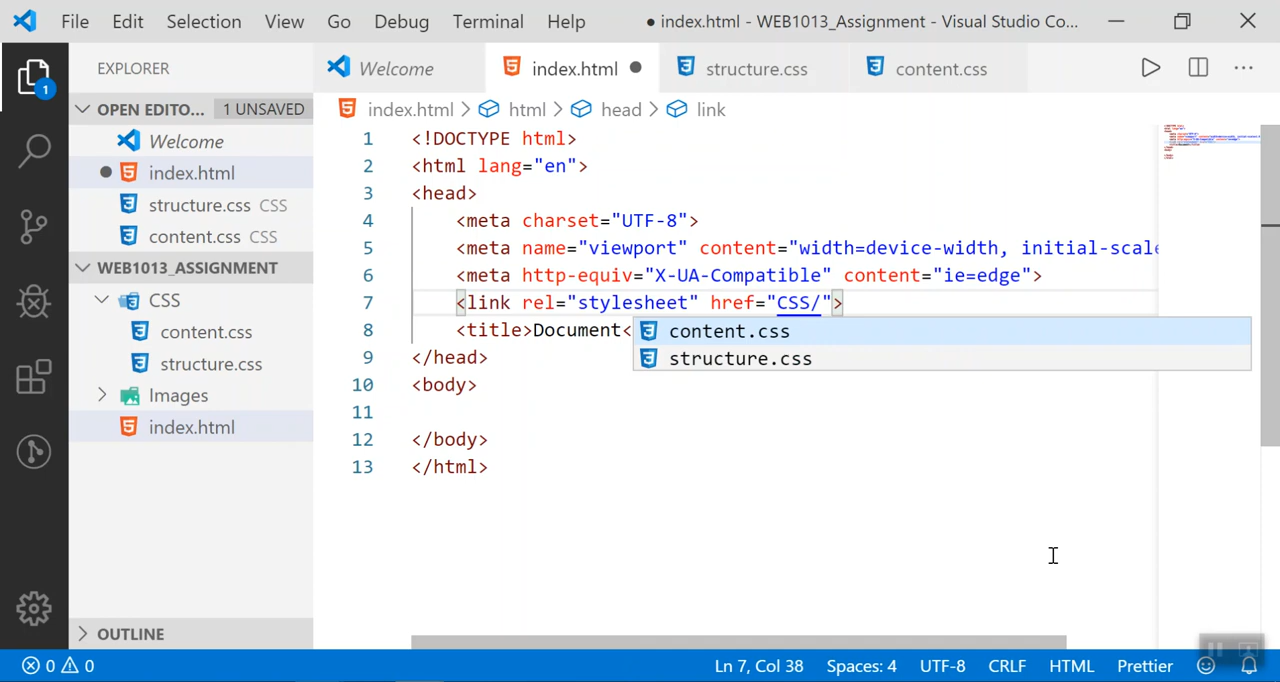 File Edit Selection View Go Debug Terminal Help ● index.html - WEB1013_Assignment - Visual Studio Co...
EXPLORER
Welcome index.html structure.css content.css
OPEN EDITO... 1 UNSAVED
Welcome
index.html
structure.css CSS
content.css CSS
WEB1013_ASSIGNMENT
CSS
content.css
structure.css
Images
index.html
OUTLINE
1
index.html > html > head > link
1 <!DOCTYPE html>
2 <html lang="en">
3 <head>
4 <meta charset="UTF-8">
5 <meta name="viewport" content="width=device-width, initial-scale
6 <meta http-equiv="X-UA-Compatible" content="ie=edge">
7 <link rel="stylesheet" href="CSS/">
8 <title>Document<
content.css
structure.css
9 </head>
10 <body>
11
12 </body>
13 </html>
0 0 Ln 7, Col 38 Spaces: 4 UTF-8 CRLF HTML Prettier